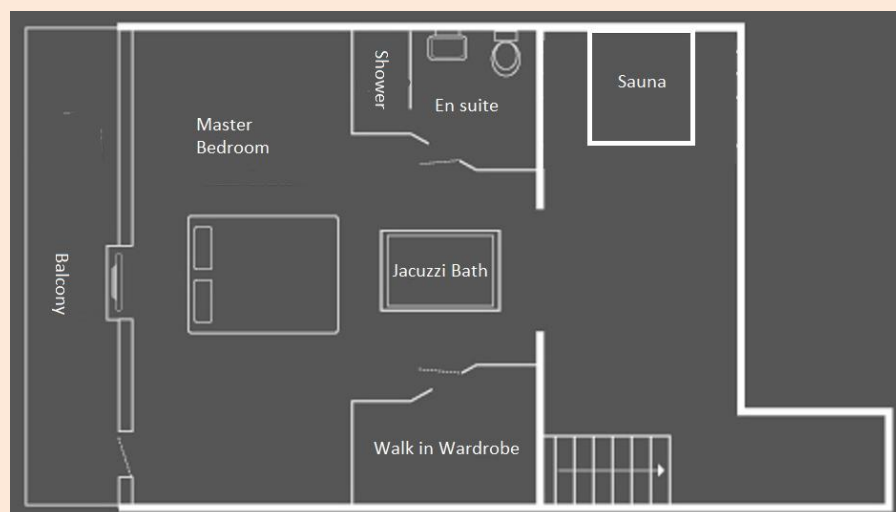 Shower
En suite
Sauna
Master
Bedroom
Balcony
Jacuzzi Bath
Walk in Wardrobe